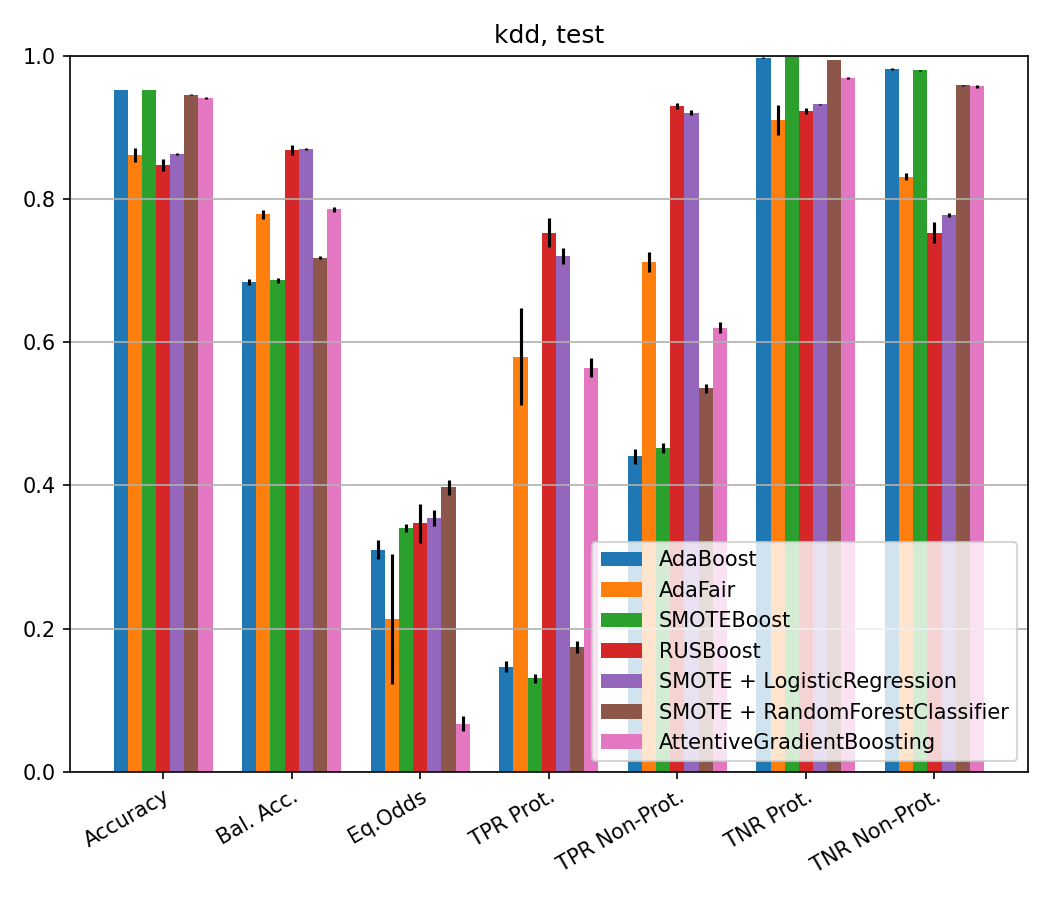 kdd, test
1.0
0.8
0.6
0.4
0.2
0.0
AdaBoost
AdaFair
SMOTEBoost
RUSBoost
SMOTE + LogisticRegression
SMOTE + RandomForestClassifier
AttentiveGradientBoosting
Accuracy
Bal. Acc.
Eq.Odds
TPR Prot.
TPR Non-Prot.
TNR Prot.
TNR Non-Prot.